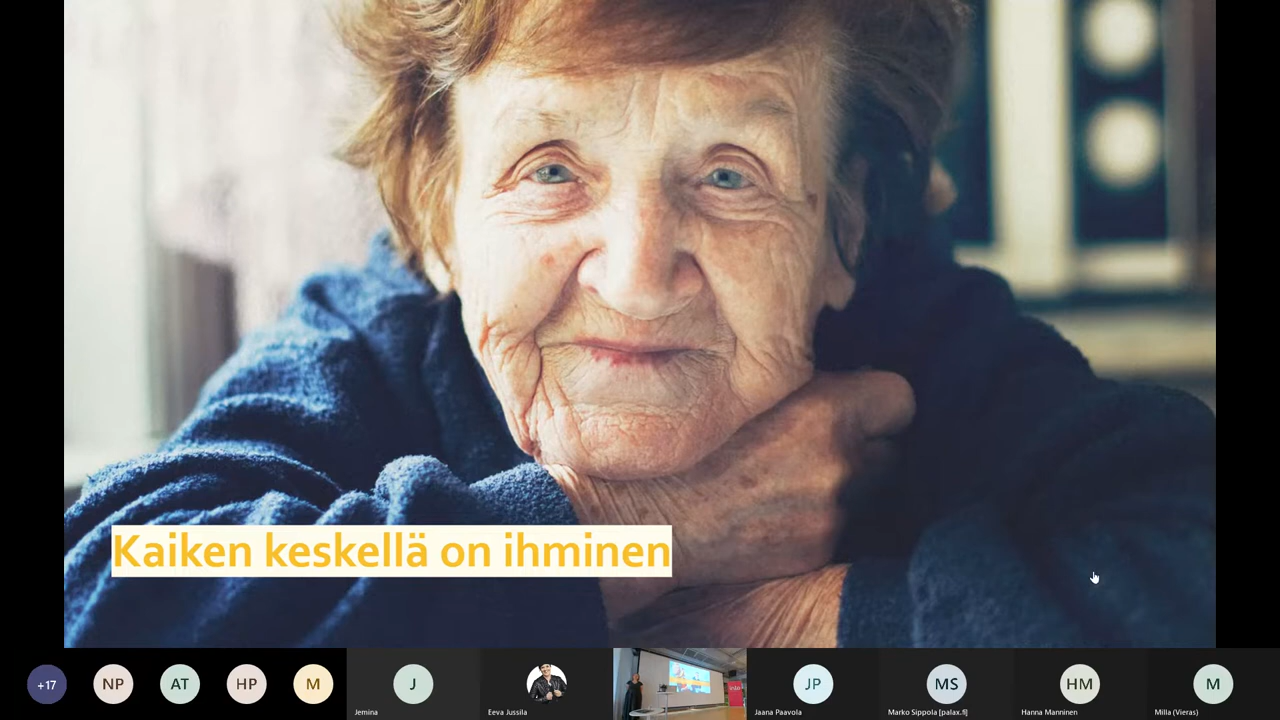 Kaiken keskellä on ihminen
+17
NP
AT
HP
M
J
JP
MS
HM
M
Jemina
Eeva Jussila
Jaana Paavola
Marko Sippola [palax.fi]
Hanna Manninen
Milla (Vieras)